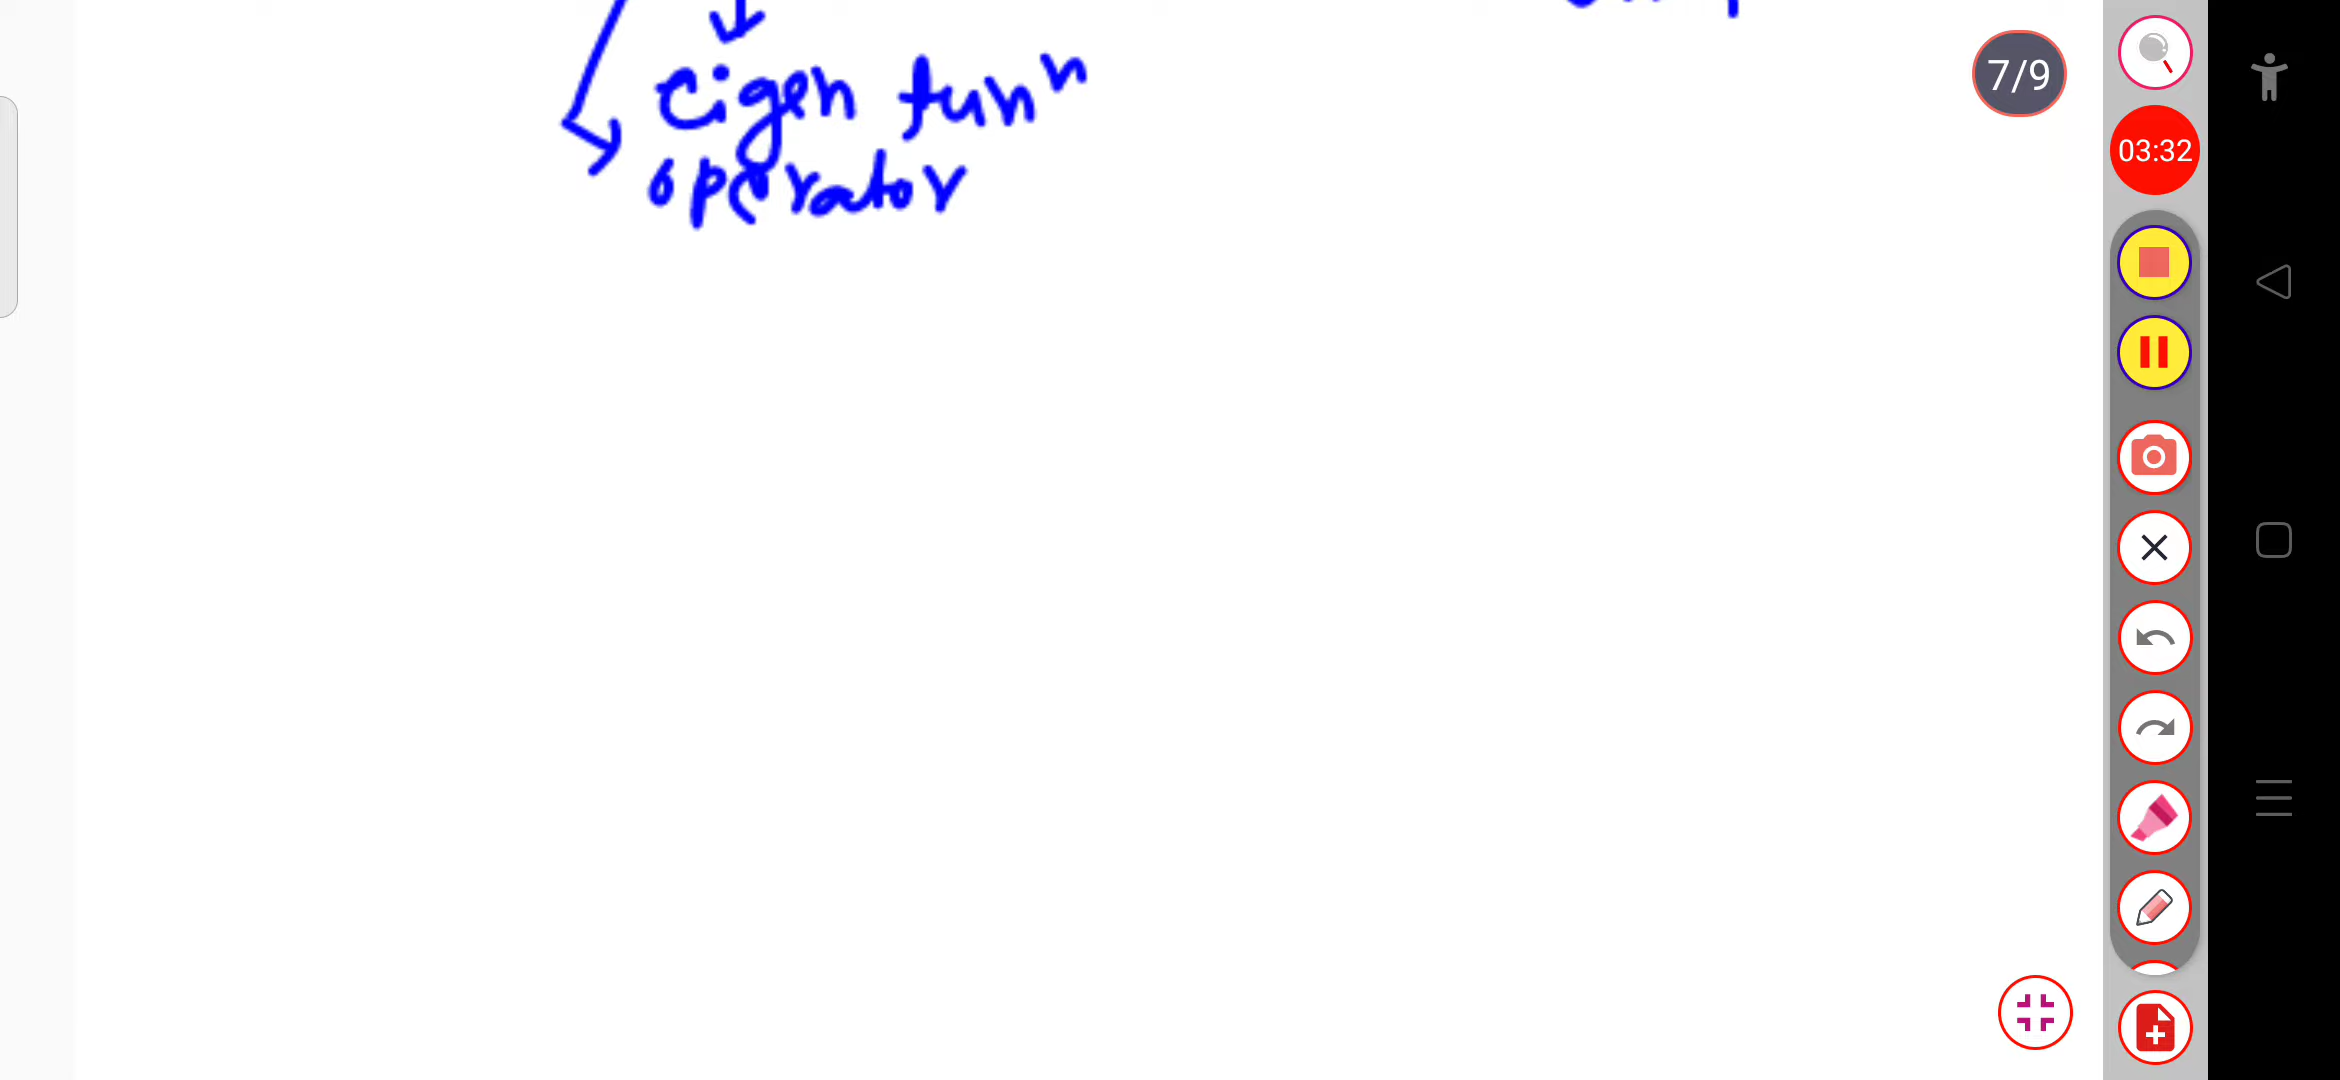 7/9
Eigen funⁿ
operator
03:32